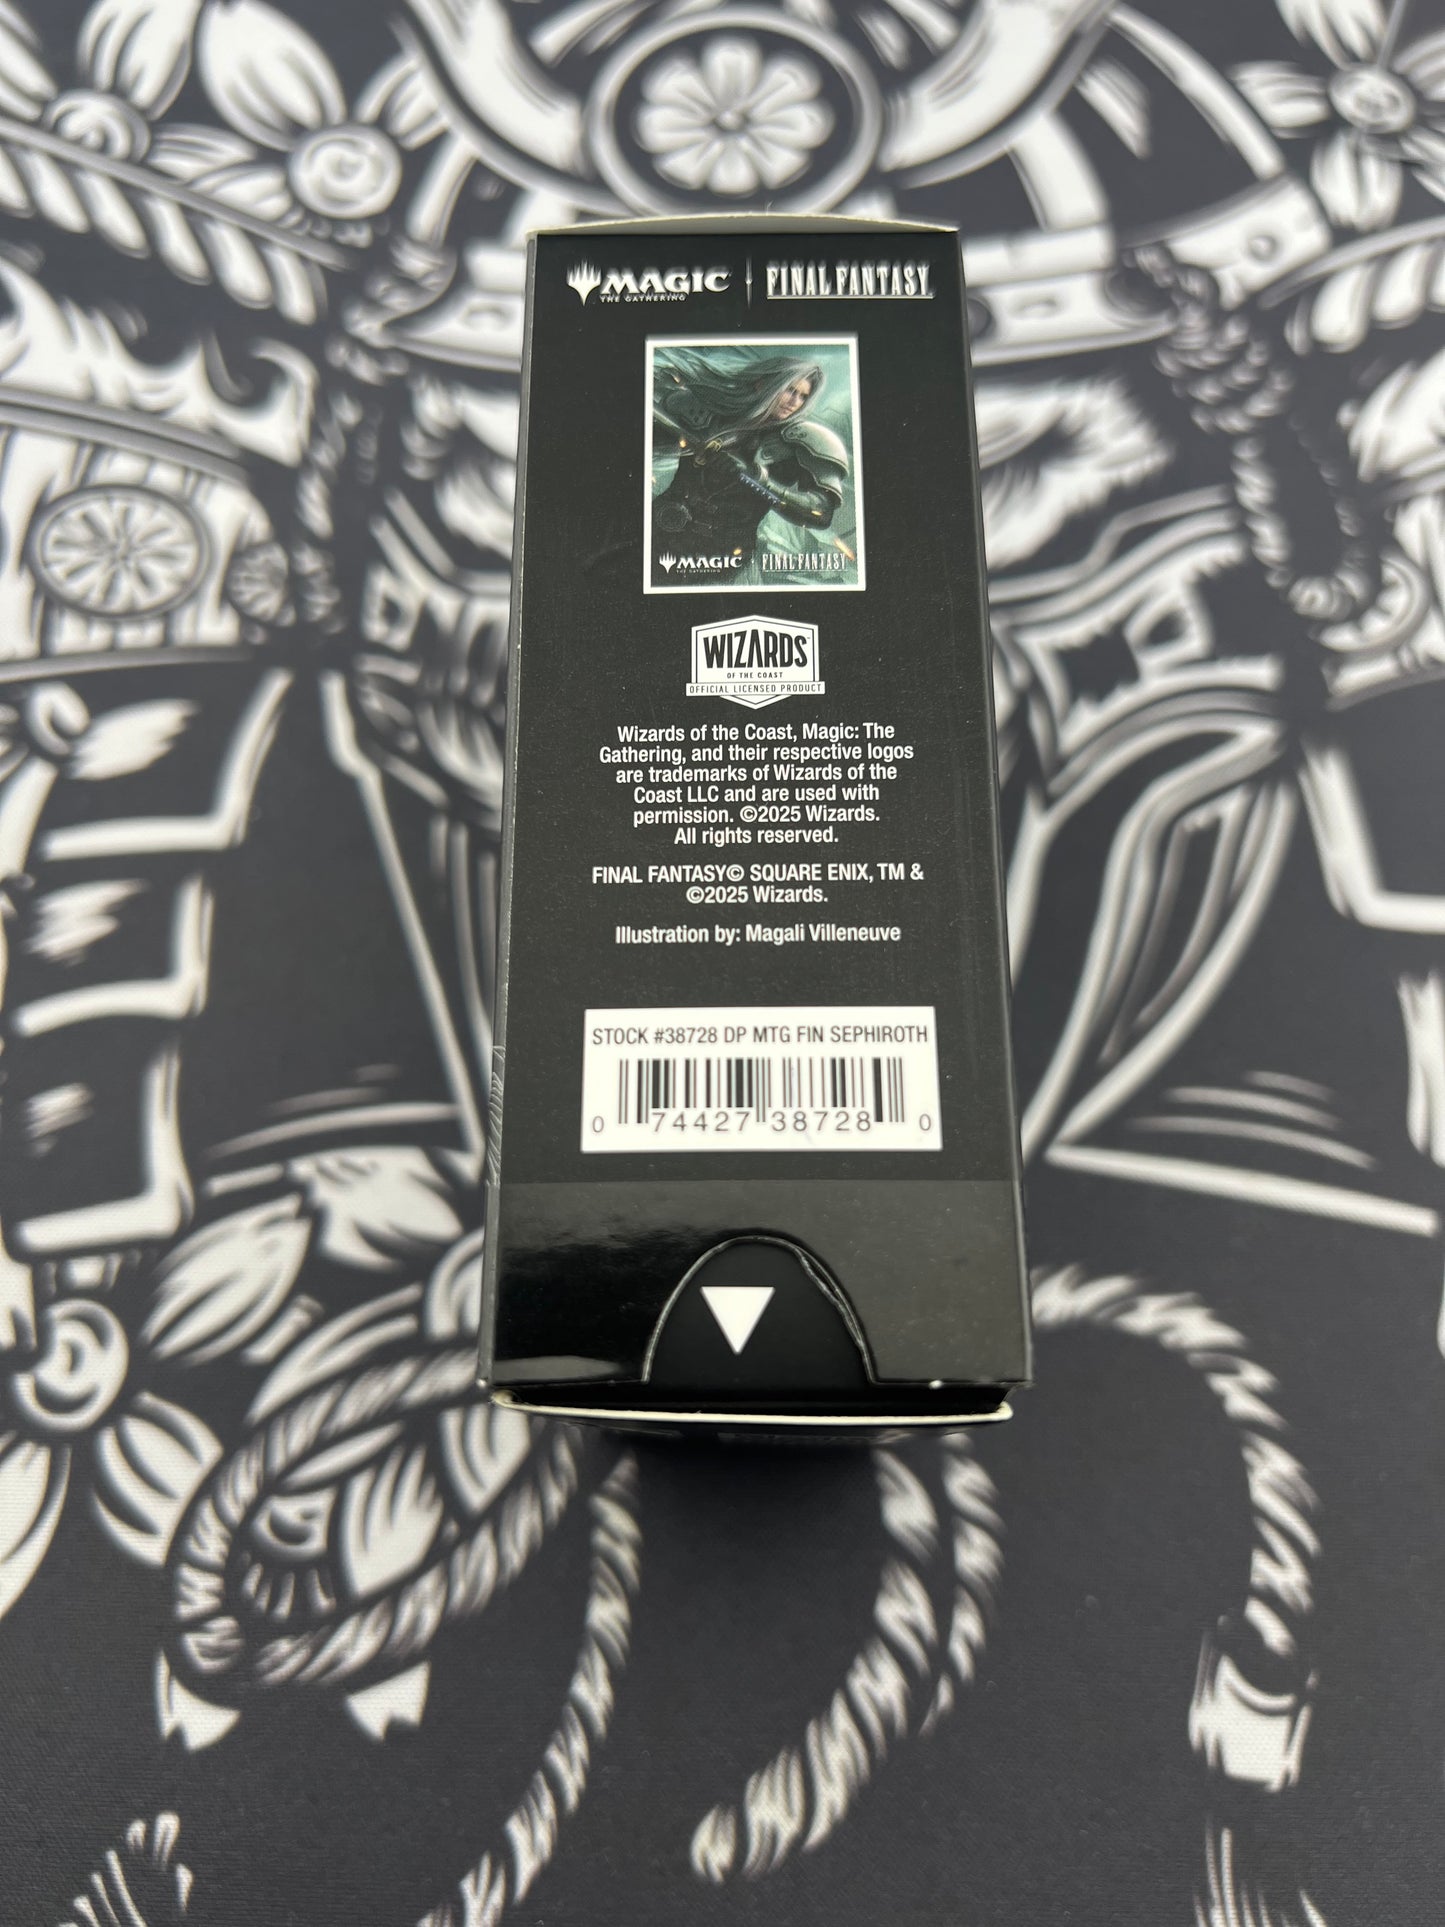 MAGIC
THE GATHERING
FINAL FANTASY
MAGIC
THE GATHERING
FINAL FANTASY
WIZARDS
OF THE COAST
OFFICIAL LICENSED PRODUCT
Wizards of the Coast, Magic: The
Gathering, and their respective logos
are trademarks of Wizards of the
Coast LLC and are used with
permission. ©2025 Wizards.
All rights reserved.
FINAL FANTASY© SQUARE ENIX, TM &
©2025 Wizards.
Illustration by: Magali Villeneuve
STOCK #38728 DP MTG FIN SEPHIROTH
0 74427 38728 0